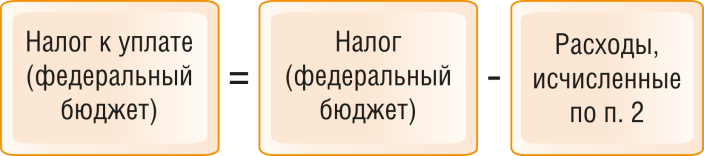 Налог к уплате
(федеральный
бюджет)
=
Налог
(федеральный
бюджет)
-
Расходы,
исчисленные
по п. 2